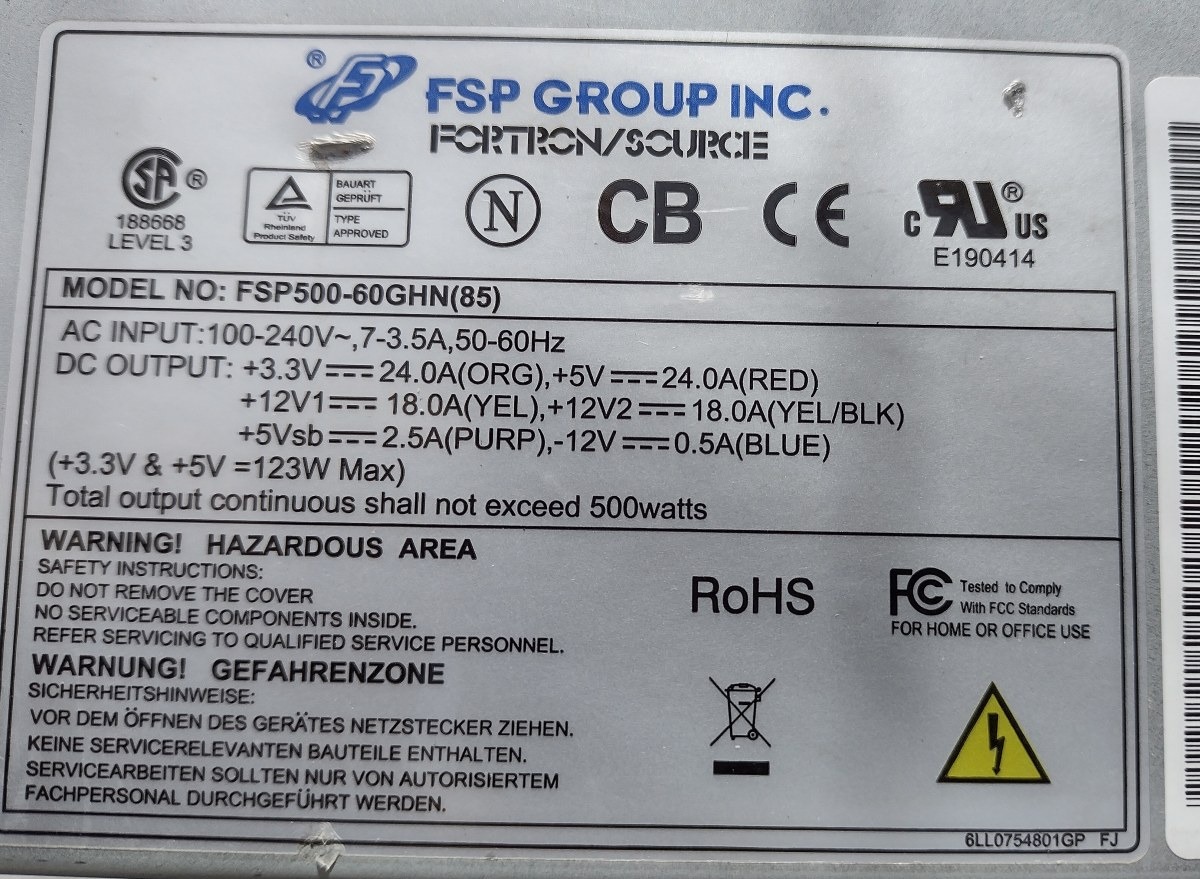 ® FSP GROUP INC.
FORTRON/SOURCE
SA ®
188668
LEVEL 3
TÜV
Rheinland
Product Safety
BAUART
GEPRÜFT
TYPE
APPROVED
N
CB
CE
c RU ® US
E190414
MODEL NO: FSP500-60GHN(85)
AC INPUT:100-240V~,7-3.5A,50-60Hz
DC OUTPUT: +3.3V⎓24.0A(ORG),+5V⎓24.0A(RED)
+12V1⎓ 18.0A(YEL),+12V2⎓18.0A(YEL/BLK)
+5Vsb⎓2.5A(PURP),-12V⎓0.5A(BLUE)
(+3.3V & +5V =123W Max)
Total output continuous shall not exceed 500watts
WARNING! HAZARDOUS AREA
SAFETY INSTRUCTIONS:
DO NOT REMOVE THE COVER
NO SERVICEABLE COMPONENTS INSIDE.
REFER SERVICING TO QUALIFIED SERVICE PERSONNEL.
WARNUNG! GEFAHRENZONE
SICHERHEITSHINWEISE:
VOR DEM ÖFFNEN DES GERÄTES NETZSTECKER ZIEHEN.
KEINE SERVICERELEVANTEN BAUTEILE ENTHALTEN.
SERVICEARBEITEN SOLLTEN NUR VON AUTORISIERTEM
FACHPERSONAL DURCHGEFÜHRT WERDEN.
RoHS
FC Tested to Comply
With FCC Standards
FOR HOME OR OFFICE USE
6LL0754801GP FJ